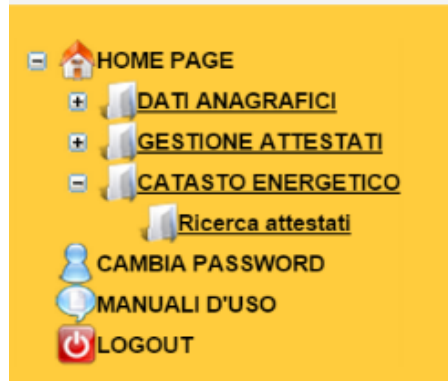 HOME PAGE
DATI ANAGRAFICI
GESTIONE ATTESTATI
CATASTO ENERGETICO
Ricerca attestati
CAMBIA PASSWORD
MANUALI D'USO
LOGOUT